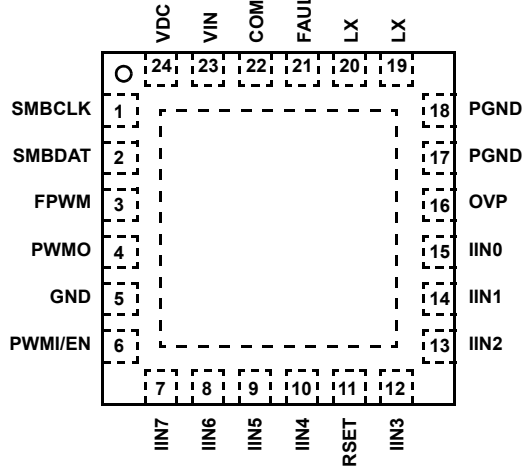 VDC VIN COM FAUL LX LX
24 23 22 21 20 19
SMBCLK 1 18 PGND
SMBDAT 2 17 PGND
FPWM 3 16 OVP
PWMO 4 15 IIN0
GND 5 14 IIN1
PWMI/EN 6 13 IIN2
7 8 9 10 11 12
IIN7 IIN6 IIN5 IIN4 RSET IIN3